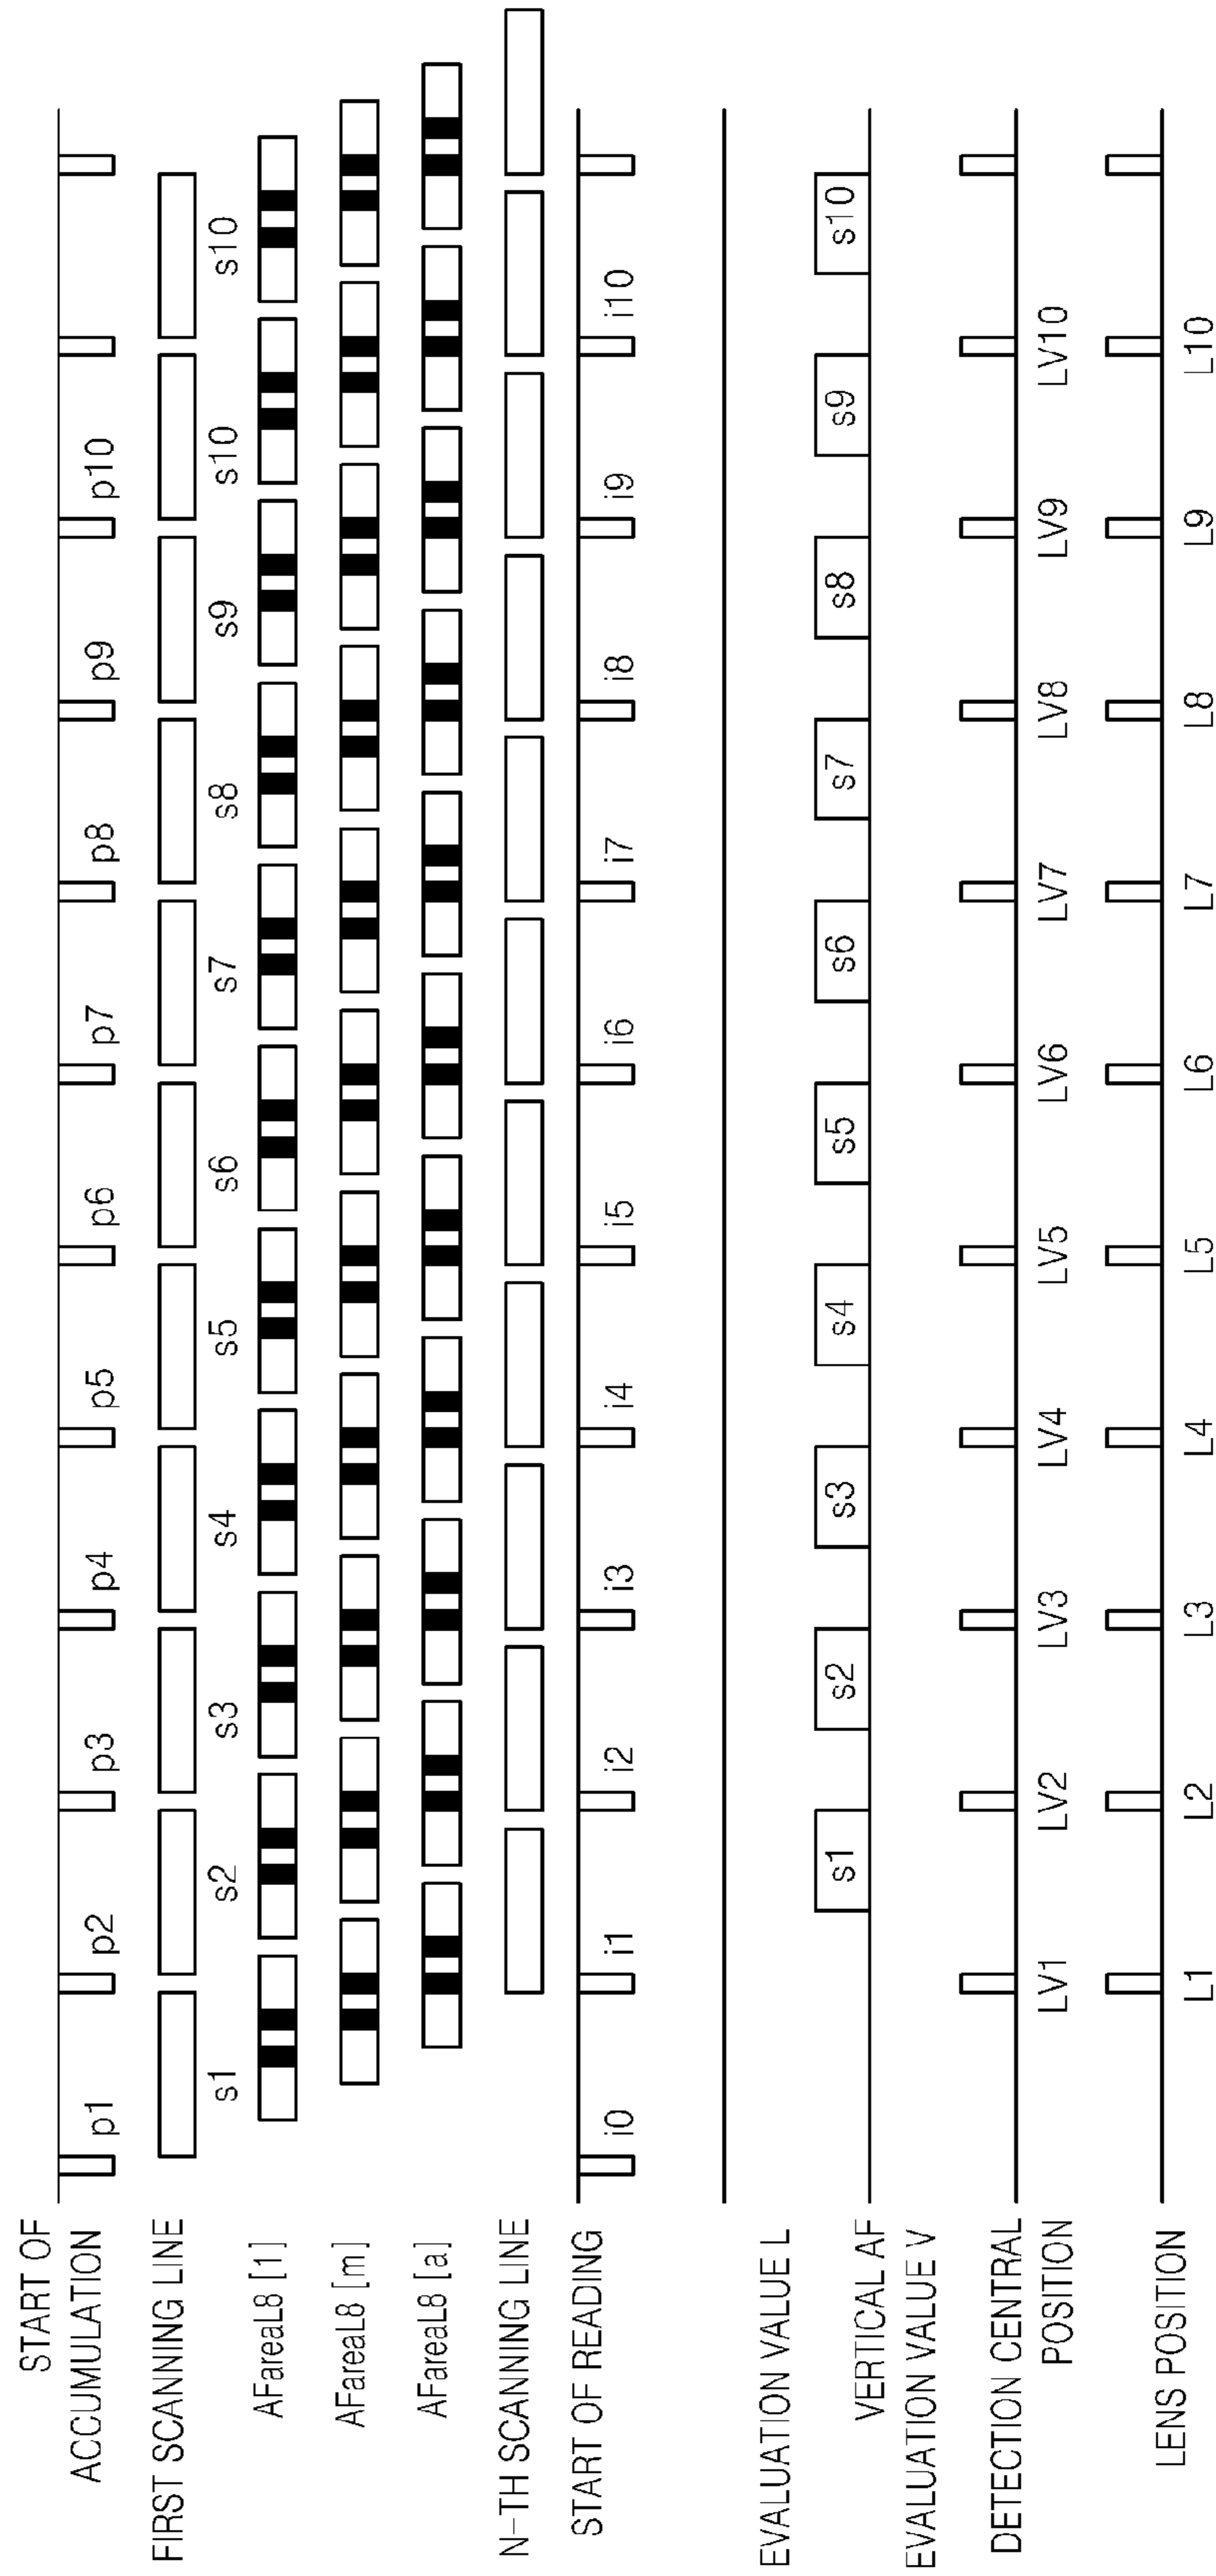 START OF
ACCUMULATION
p1 p2 p3 p4 p5 p6 p7 p8 p9 p10
FIRST SCANNING LINE
s1 s2 s3 s4 s5 s6 s7 s8 s9 s10 s10
AFareaL8 [1]
AFareaL8 [m]
AFareaL8 [a]
N-TH SCANNING LINE
START OF READING
i0 i1 i2 i3 i4 i5 i6 i7 i8 i9 i10
EVALUATION VALUE L
VERTICAL AF
s1 s2 s3 s4 s5 s6 s7 s8 s9 s10
EVALUATION VALUE V
DETECTION CENTRAL
POSITION
LV1 LV2 LV3 LV4 LV5 LV6 LV7 LV8 LV9 LV10
LENS POSITION
L1 L2 L3 L4 L5 L6 L7 L8 L9 L10